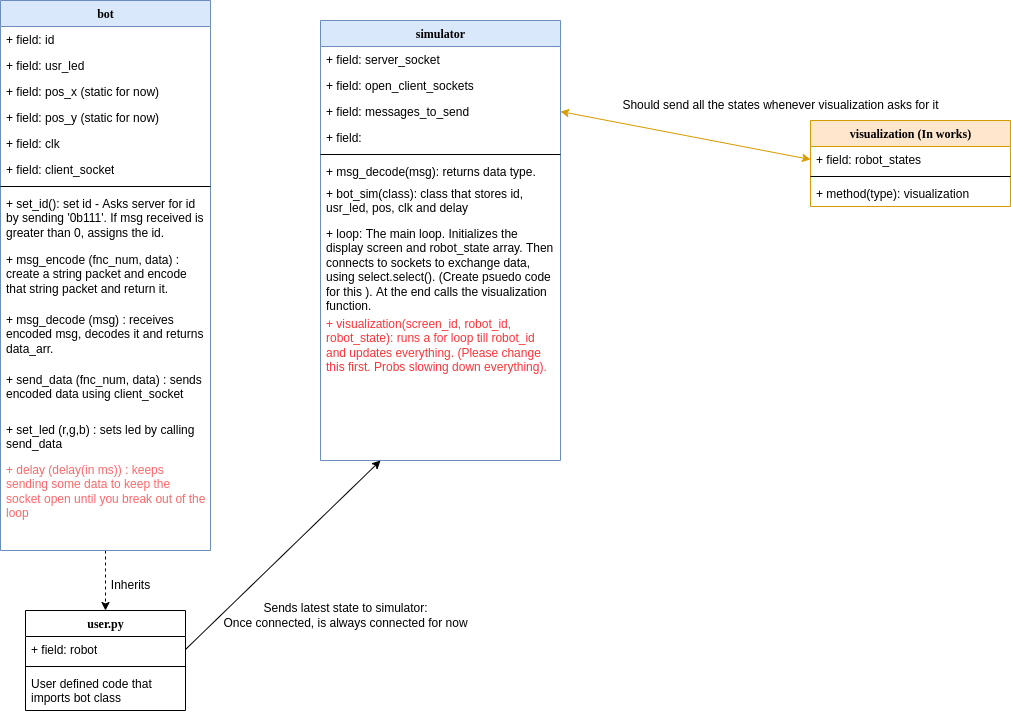 bot
+ field: id
+ field: usr_led
+ field: pos_x (static for now)
+ field: pos_y (static for now)
+ field: clk
+ field: client_socket
+ set_id(): set id - Asks server for id
by sending '0b111'. If msg received is
greater than 0, assigns the id.
+ msg_encode (fnc_num, data) :
create a string packet and encode
that string packet and return it.
+ msg_decode (msg) : receives
encoded msg, decodes it and returns
data_arr.
+ send_data (fnc_num, data) : sends
encoded data using client_socket
+ set_led (r,g,b) : sets led by calling
send_data
+ delay (delay(in ms)) : keeps
sending some data to keep the
socket open until you break out of the
loop
Inherits
user.py
+ field: robot
User defined code that
imports bot class
simulator
+ field: server_socket
+ field: open_client_sockets
+ field: messages_to_send
+ field:
+ msg_decode(msg): returns data type.
+ bot_sim(class): class that stores id,
usr_led, pos, clk and delay
+ loop: The main loop. Initializes the
display screen and robot_state array. Then
connects to sockets to exchange data,
using select.select(). (Create psuedo code
for this ). At the end calls the visualization
function.
+ visualization(screen_id, robot_id,
robot_state): runs a for loop till robot_id
and updates everything. (Please change
this first. Probs slowing down everything).
Sends latest state to simulator:
Once connected, is always connected for now
Should send all the states whenever visualization asks for it
visualization (In works)
+ field: robot_states
+ method(type): visualization